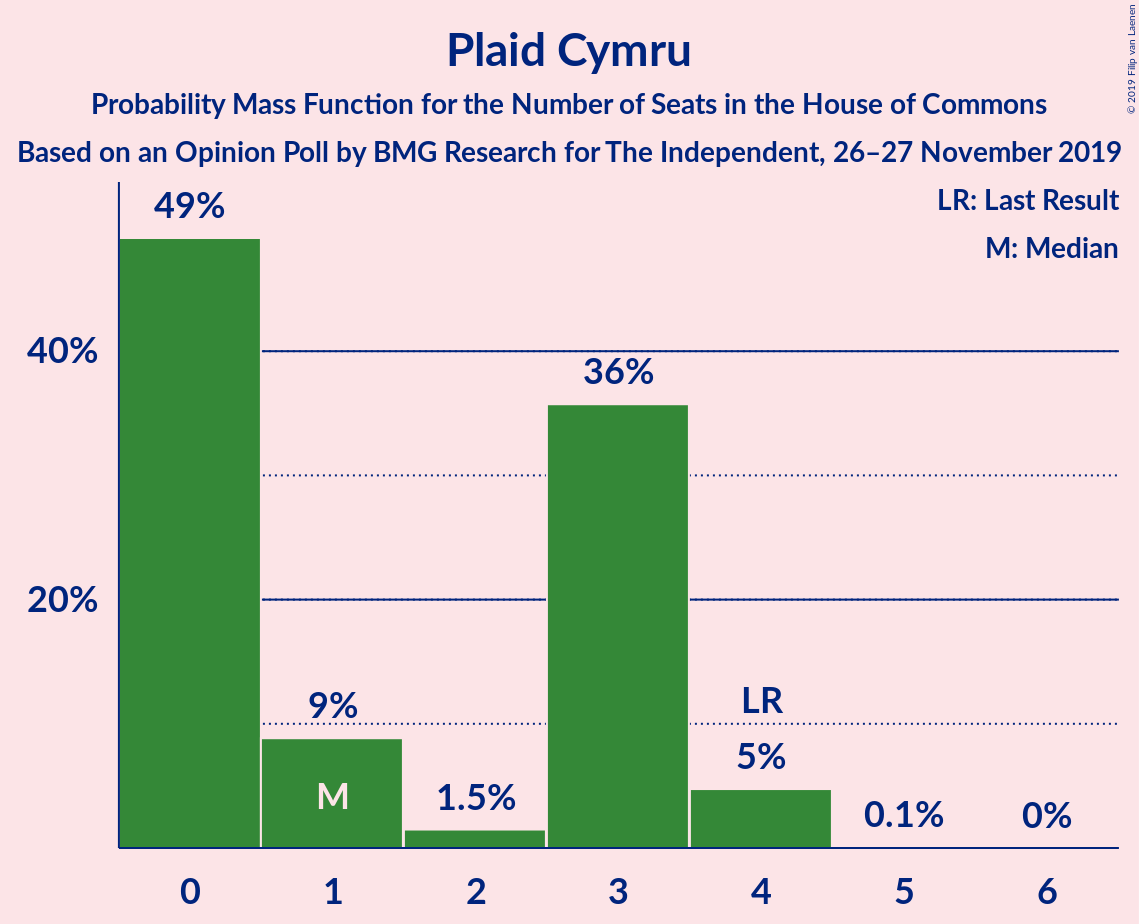 Plaid Cymru
Probability Mass Function for the Number of Seats in the House of Commons
Based on an Opinion Poll by BMG Research for The Independent, 26–27 November 2019
© 2019 Filip van Laenen
LR: Last Result
M: Median
49%
40%
36%
20%
LR
9%
5%
M
1.5%
0.1%
0%
0 1 2 3 4 5 6